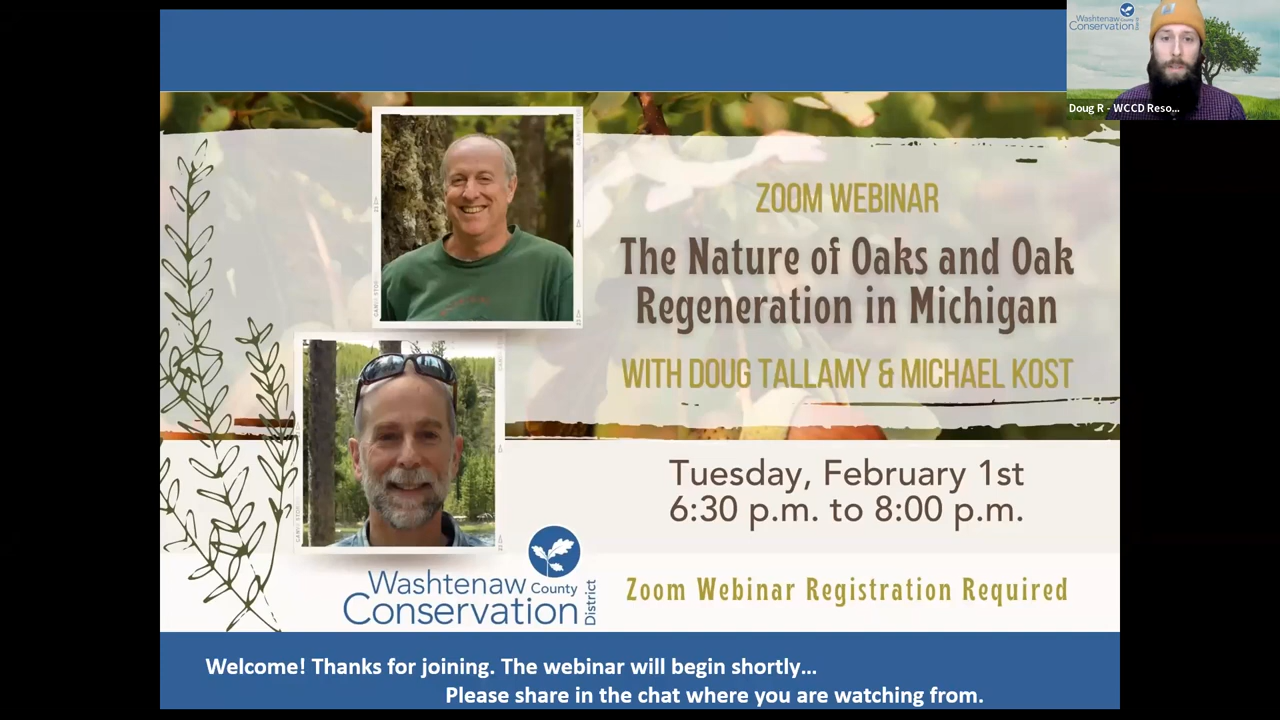 Washtenaw County
Conservation
District
Doug R - WCCD Reso...
ZOOM WEBINAR
The Nature of Oaks and Oak
Regeneration in Michigan
WITH DOUG TALLAMY & MICHAEL KOST
Tuesday, February 1st
6:30 p.m. to 8:00 p.m.
Washtenaw County
Conservation
District
Zoom Webinar Registration Required
Welcome! Thanks for joining. The webinar will begin shortly...
Please share in the chat where you are watching from.